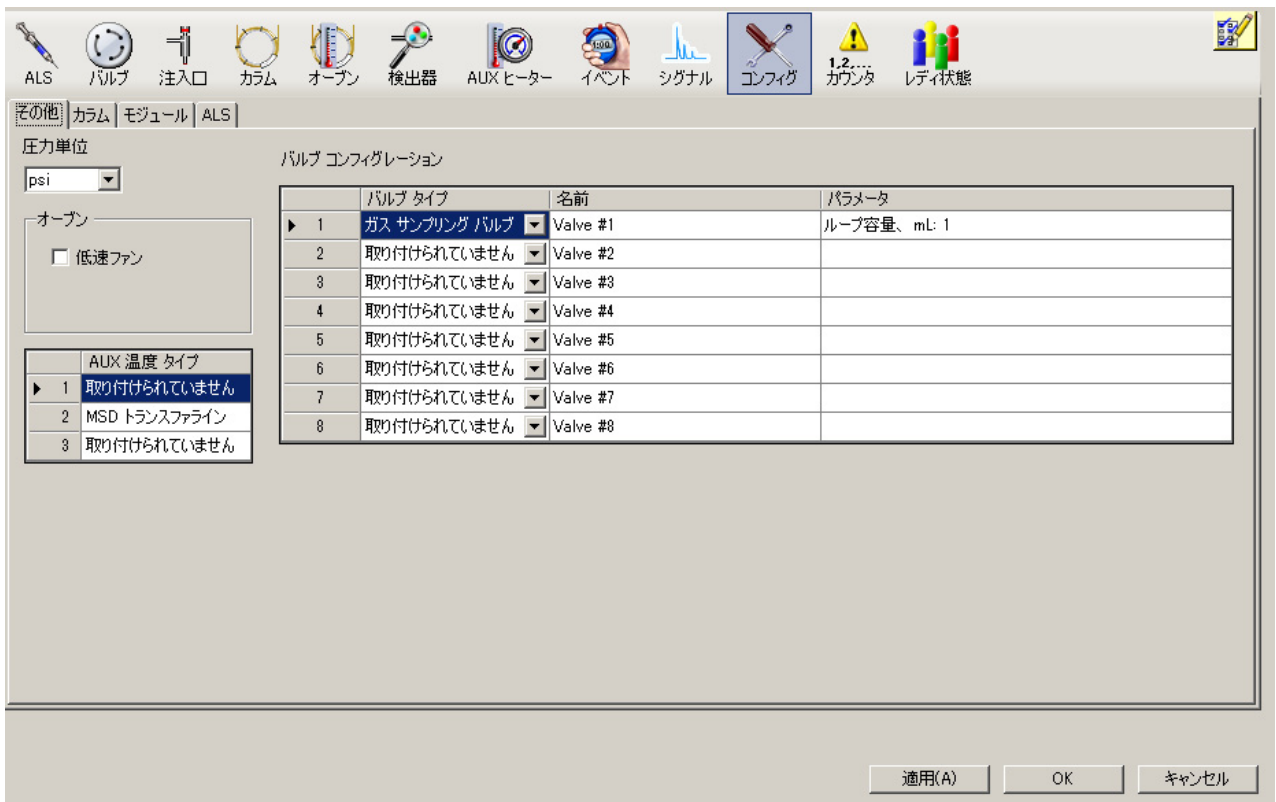 ALS バルブ 注入口 カラム オーブン 検出器 AUX ヒーター イベント シグナル コンフィグ カウンタ レディ状態
1:00
1,2,...
その他 カラム モジュール ALS
圧力単位
psi
オーブン
低速ファン
AUX 温度 タイプ
1 取り付けられていません
2 MSD トランスファライン
3 取り付けられていません
バルブ コンフィグレーション
バルブ タイプ 名前 パラメータ
1 ガス サンプリング バルブ Valve #1 ループ容量、 mL: 1
2 取り付けられていません Valve #2
3 取り付けられていません Valve #3
4 取り付けられていません Valve #4
5 取り付けられていません Valve #5
6 取り付けられていません Valve #6
7 取り付けられていません Valve #7
8 取り付けられていません Valve #8
適用(A) OK キャンセル